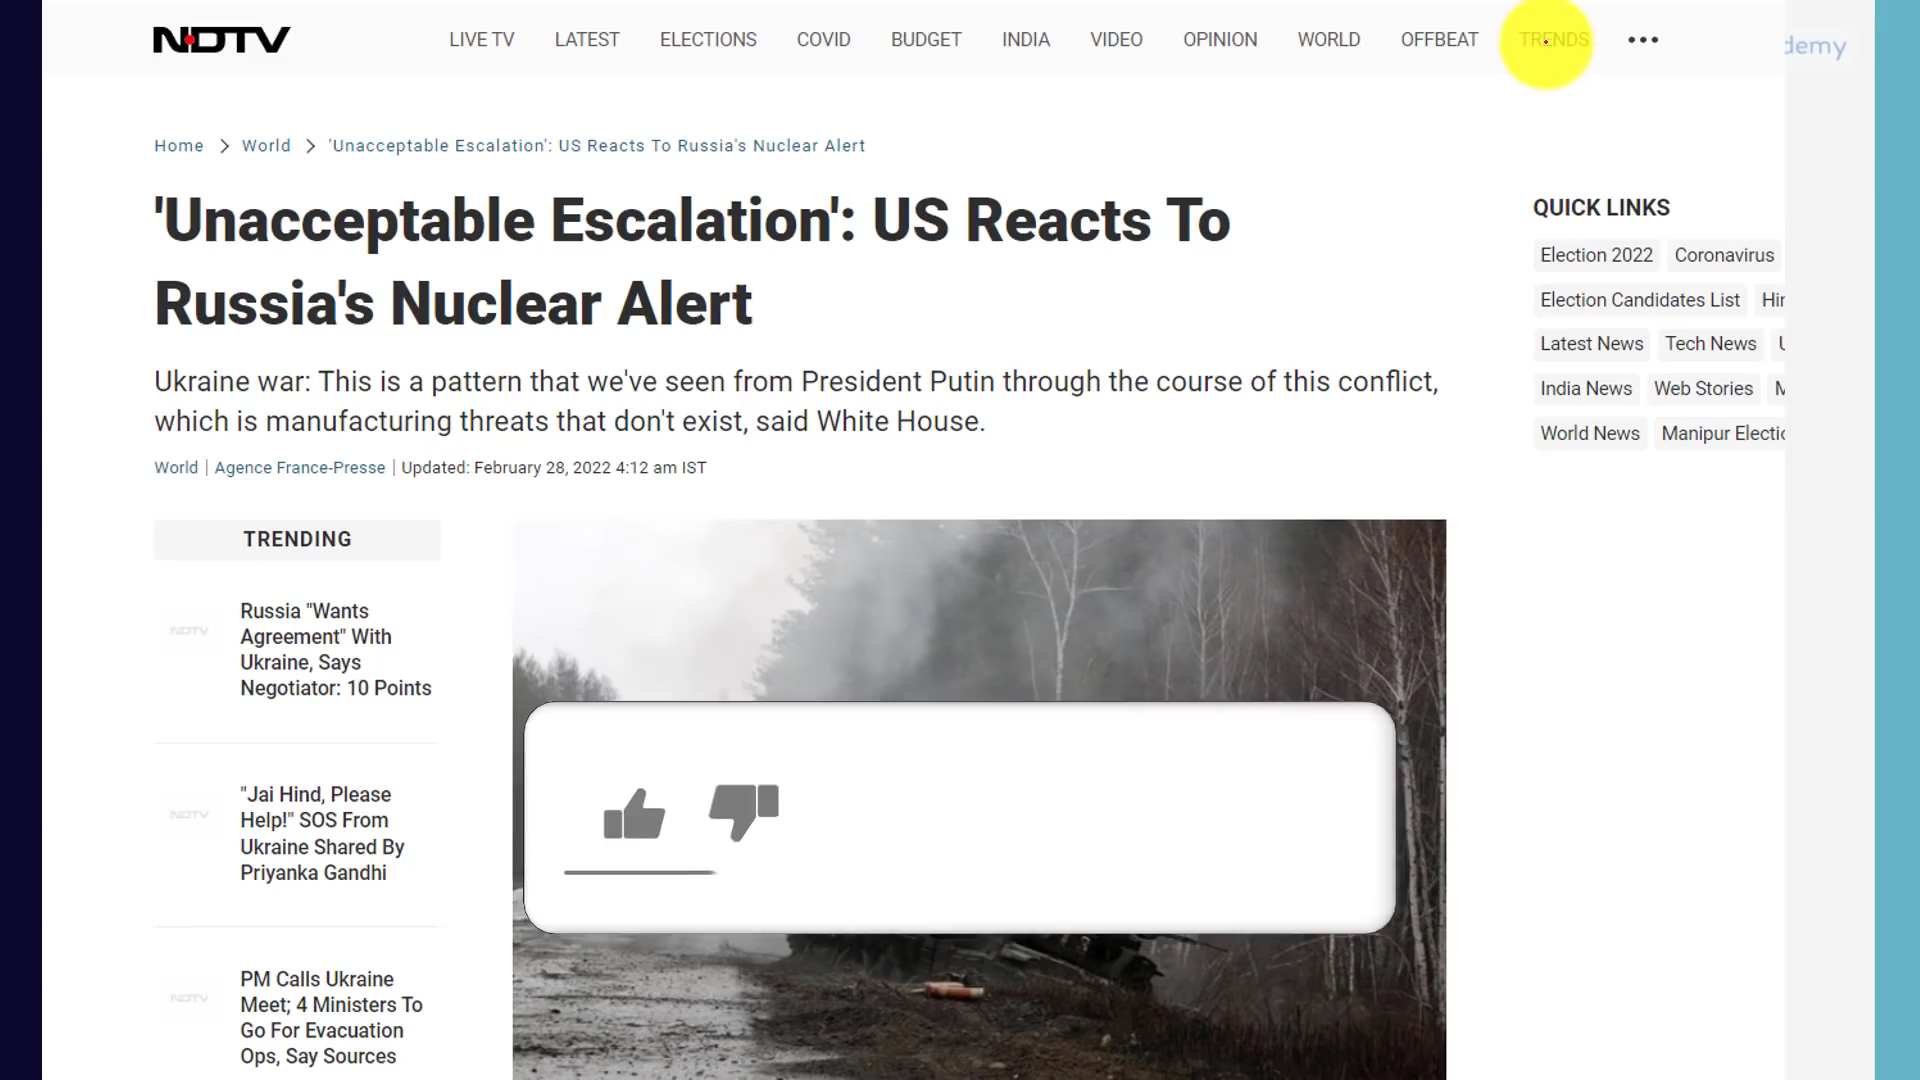 NDTV
LIVE TV LATEST ELECTIONS COVID BUDGET INDIA VIDEO OPINION WORLD OFFBEAT TRENDS
demy
Home > World > 'Unacceptable Escalation': US Reacts To Russia's Nuclear Alert
'Unacceptable Escalation': US Reacts To
Russia's Nuclear Alert
Ukraine war: This is a pattern that we've seen from President Putin through the course of this conflict,
which is manufacturing threats that don't exist, said White House.
World | Agence France-Presse | Updated: February 28, 2022 4:12 am IST
QUICK LINKS
Election 2022 Coronavirus
Election Candidates List Hin
Latest News Tech News
India News Web Stories M
World News Manipur Electio
TRENDING
NDTV
Russia "Wants
Agreement" With
Ukraine, Says
Negotiator: 10 Points
NDTV
"Jai Hind, Please
Help!" SOS From
Ukraine Shared By
Priyanka Gandhi
NDTV
PM Calls Ukraine
Meet; 4 Ministers To
Go For Evacuation
Ops, Say Sources